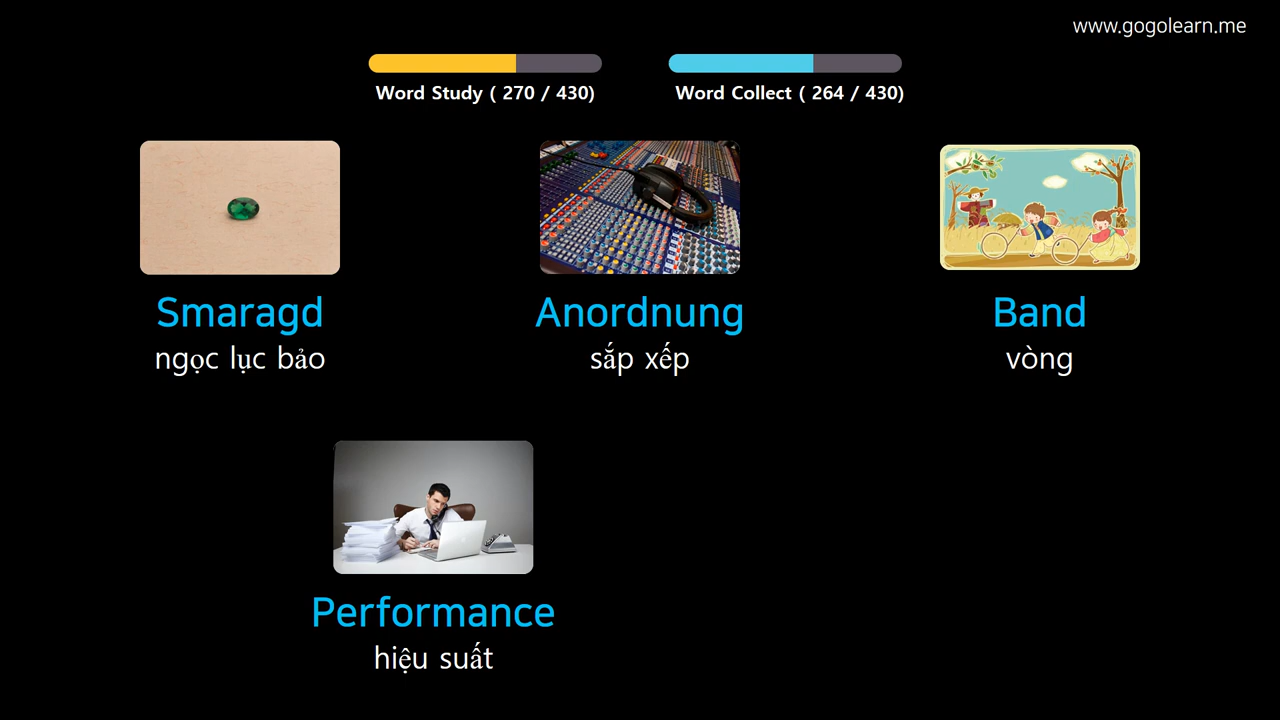 www.gogolearn.me
Word Study ( 270 / 430)
Word Collect ( 264 / 430)
Smaragd
ngọc lục bảo
Anordnung
sắp xếp
Band
vòng
Performance
hiệu suất